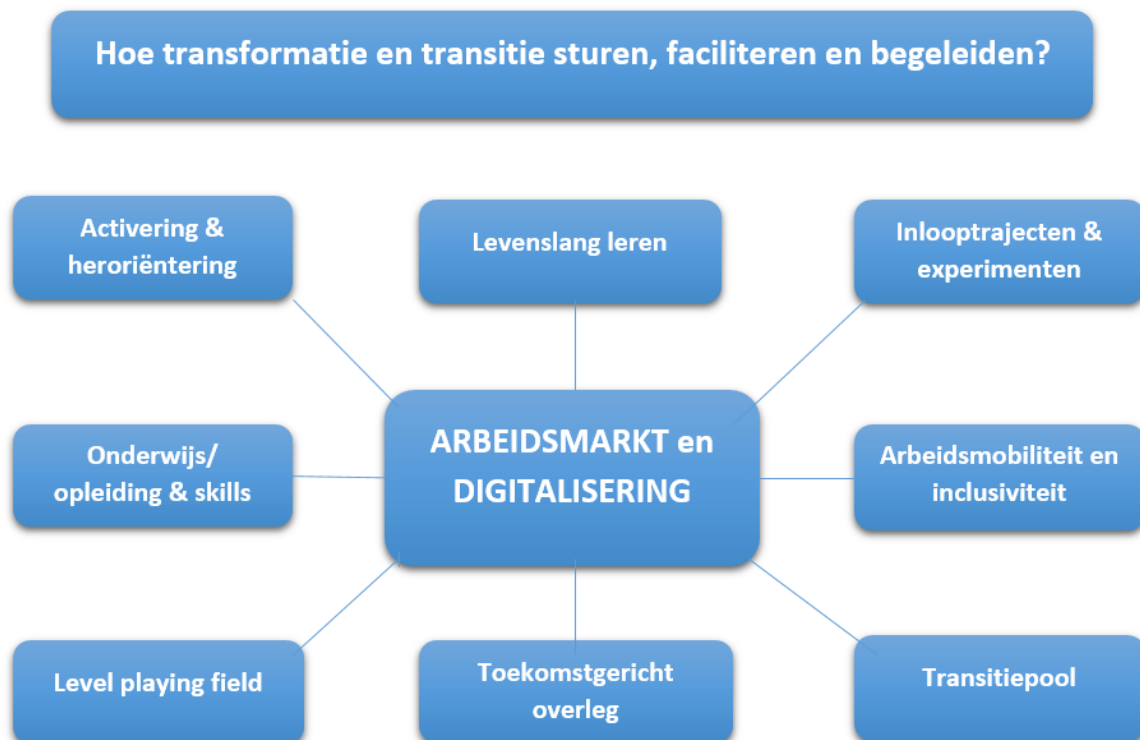 Hoe transformatie en transitie sturen, faciliteren en begeleiden?
Activering &
heroriëntering
Levenslang leren
Inlooptrajecten &
experimenten
Onderwijs/
opleiding & skills
ARBEIDSMARKT en
DIGITALISERING
Arbeidsmobiliteit en
inclusiviteit
Level playing field
Toekomstgericht
overleg
Transitiepool